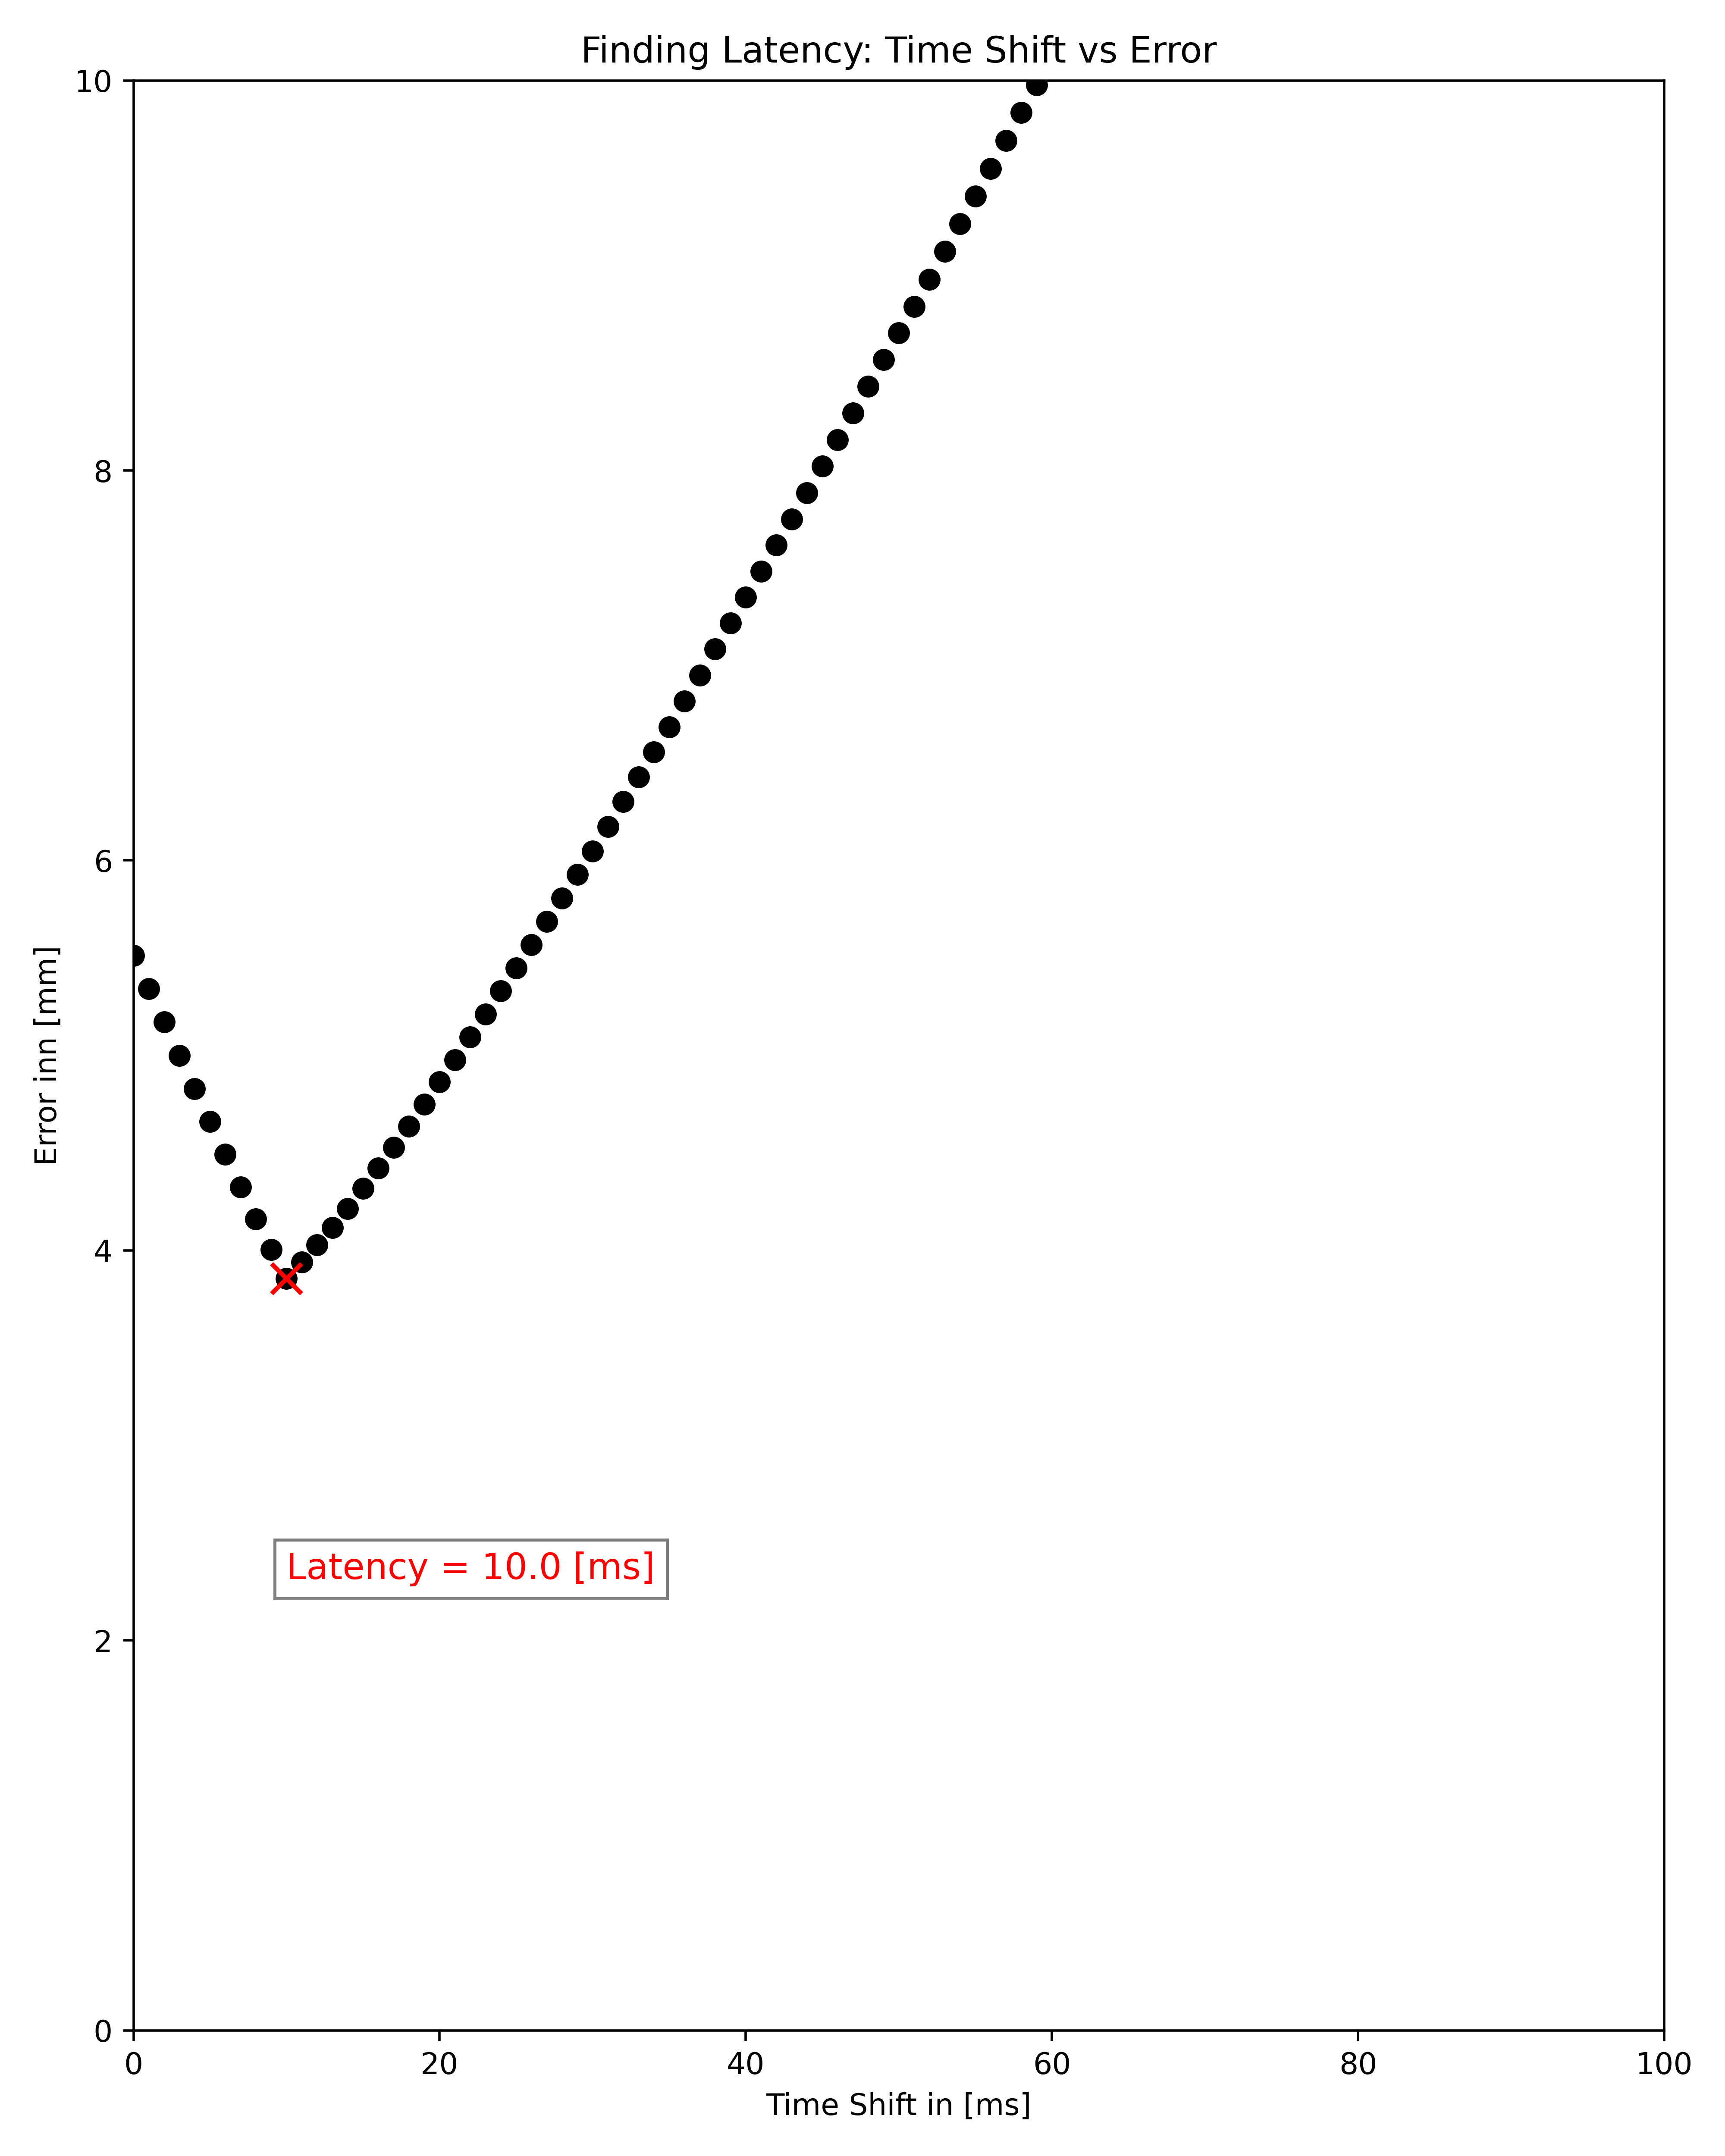 Finding Latency: Time Shift vs Error
10
8
6
4
2
0
Error inn [mm]
Latency = 10.0 [ms]
0 20 40 60 80 100
Time Shift in [ms]